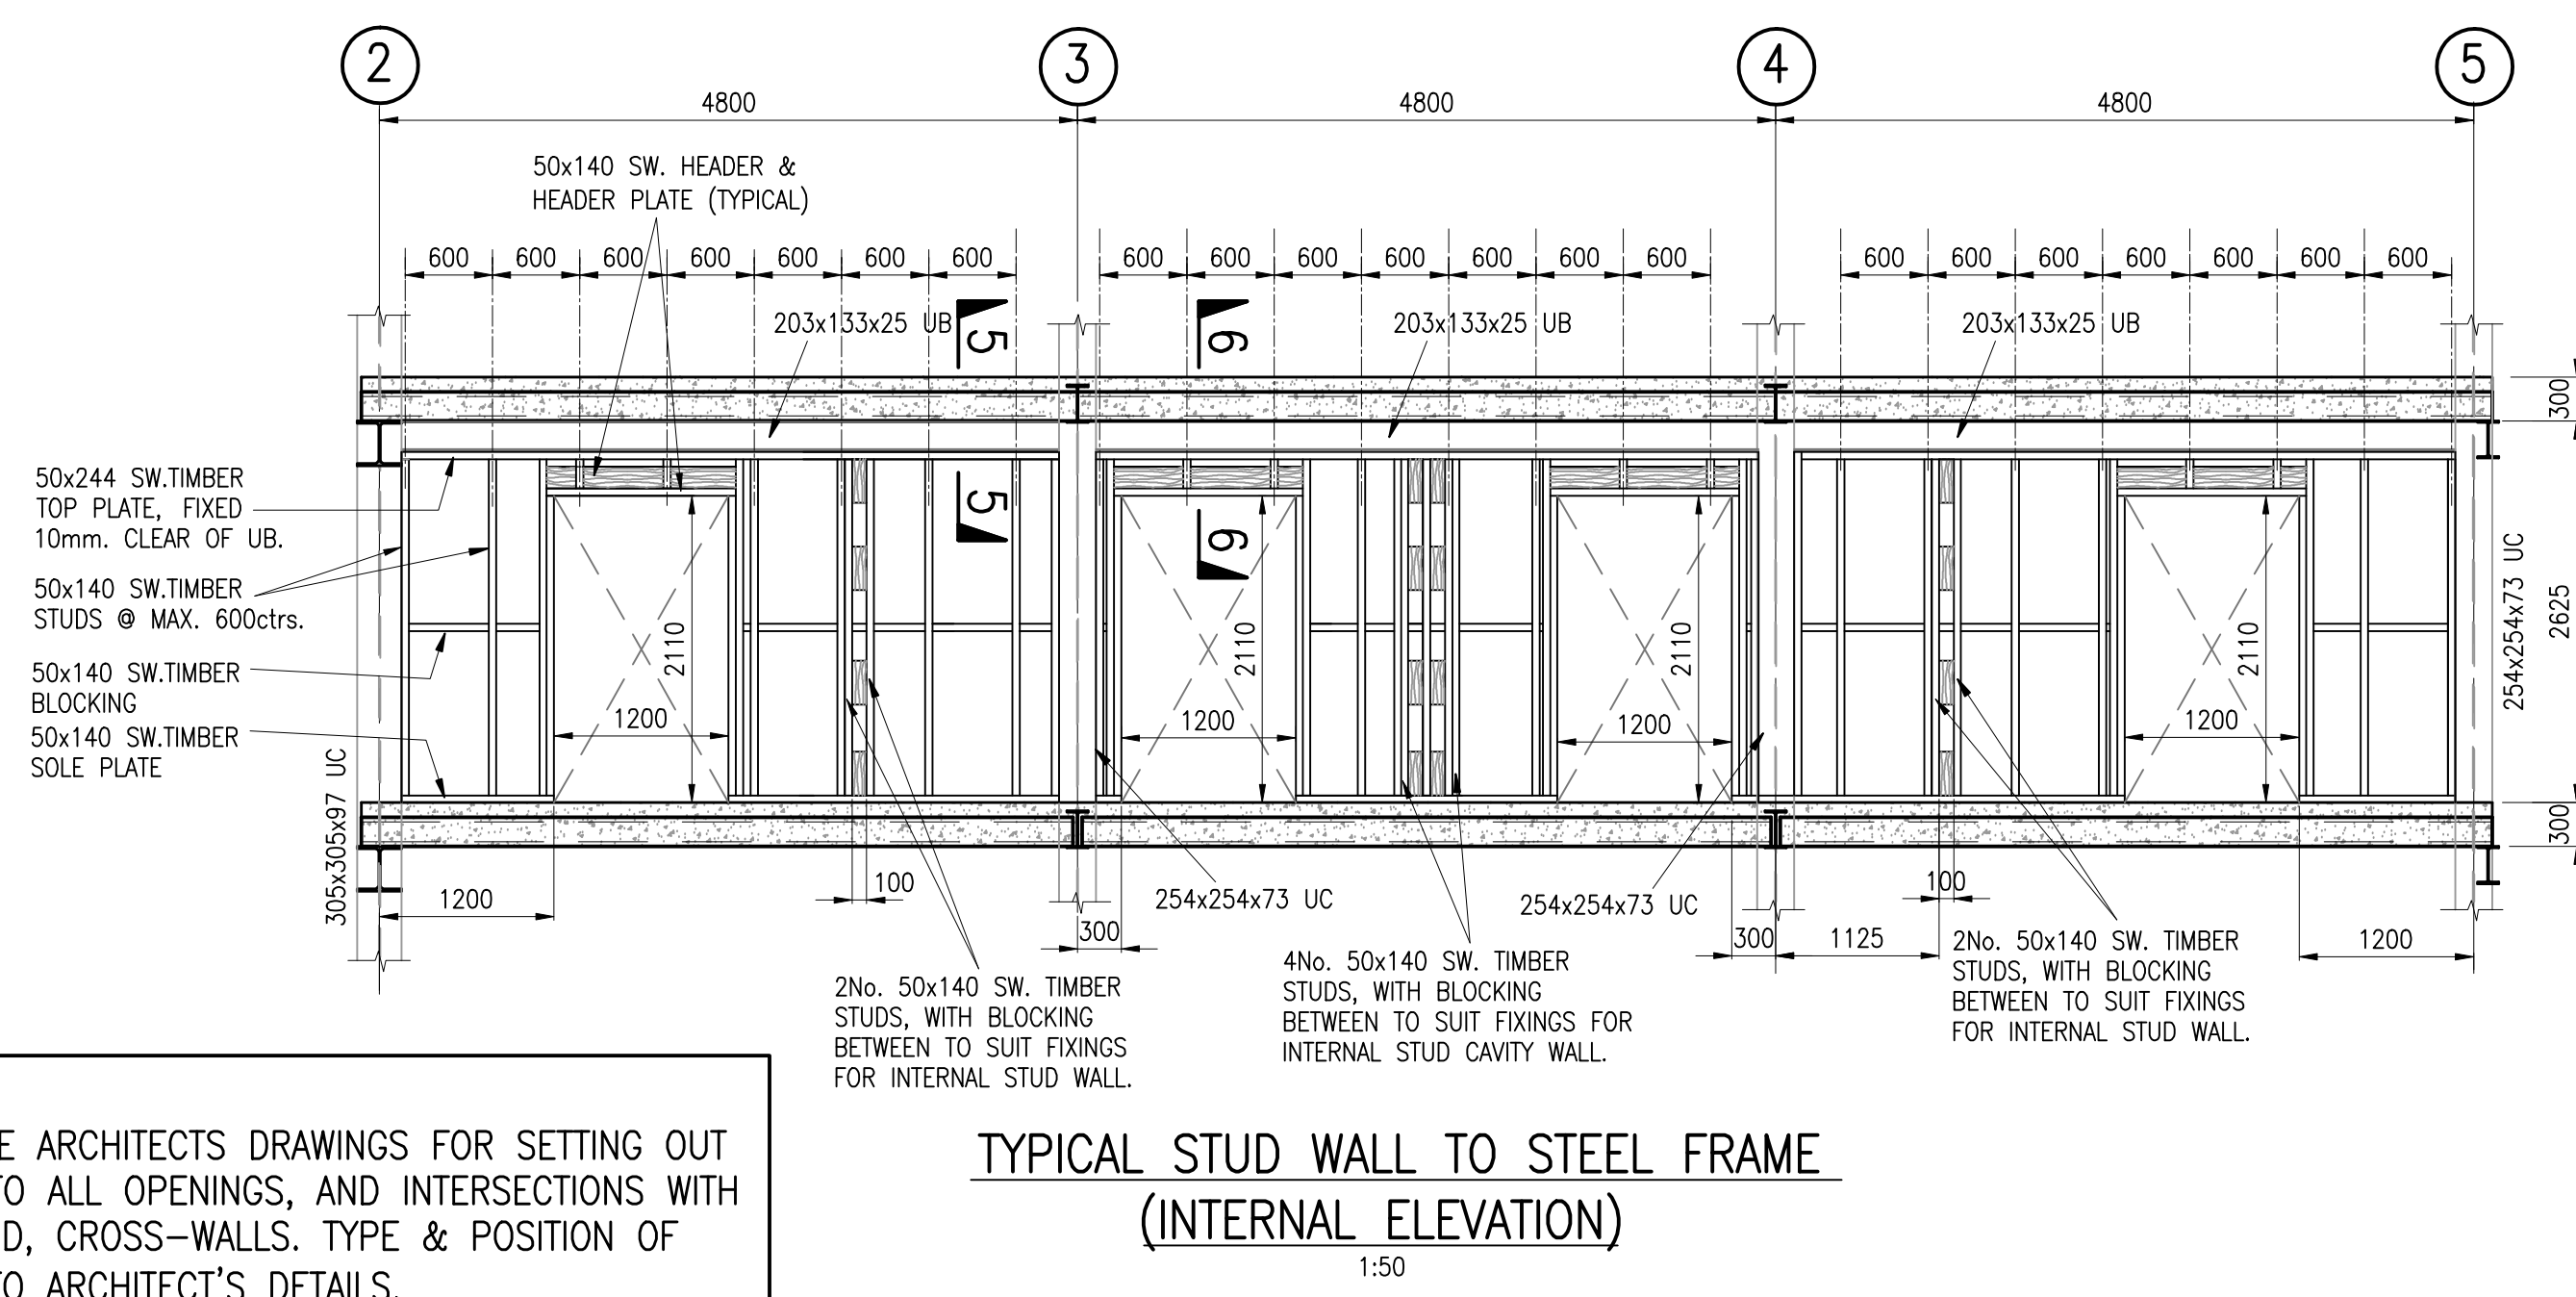 2
3
4
5
4800
4800
4800
50x140 SW. HEADER &
HEADER PLATE (TYPICAL)
600 600 600 600 600 600 600
600 600 600 600 600 600 600
600 600 600 600 600 600 600
203x133x25 UB
203x133x25 UB
203x133x25 UB
5
6
5
6
300
50x244 SW.TIMBER
TOP PLATE, FIXED
10mm. CLEAR OF UB.
50x140 SW.TIMBER
STUDS @ MAX. 600ctrs.
50x140 SW.TIMBER
BLOCKING
50x140 SW.TIMBER
SOLE PLATE
305x305x97 UC
2110
2110
2110
2110
1200
1200
1200
1200
254x254x73 UC
2625
300
1200
100
300
254x254x73 UC
254x254x73 UC
300
1125
100
1200
2No. 50x140 SW. TIMBER
STUDS, WITH BLOCKING
BETWEEN TO SUIT FIXINGS
FOR INTERNAL STUD WALL.
4No. 50x140 SW. TIMBER
STUDS, WITH BLOCKING
BETWEEN TO SUIT FIXINGS FOR
INTERNAL STUD CAVITY WALL.
2No. 50x140 SW. TIMBER
STUDS, WITH BLOCKING
BETWEEN TO SUIT FIXINGS
FOR INTERNAL STUD WALL.
E ARCHITECTS DRAWINGS FOR SETTING OUT
TO ALL OPENINGS, AND INTERSECTIONS WITH
D, CROSS-WALLS. TYPE & POSITION OF
TO ARCHITECT'S DETAILS.
TYPICAL STUD WALL TO STEEL FRAME
(INTERNAL ELEVATION)
1:50